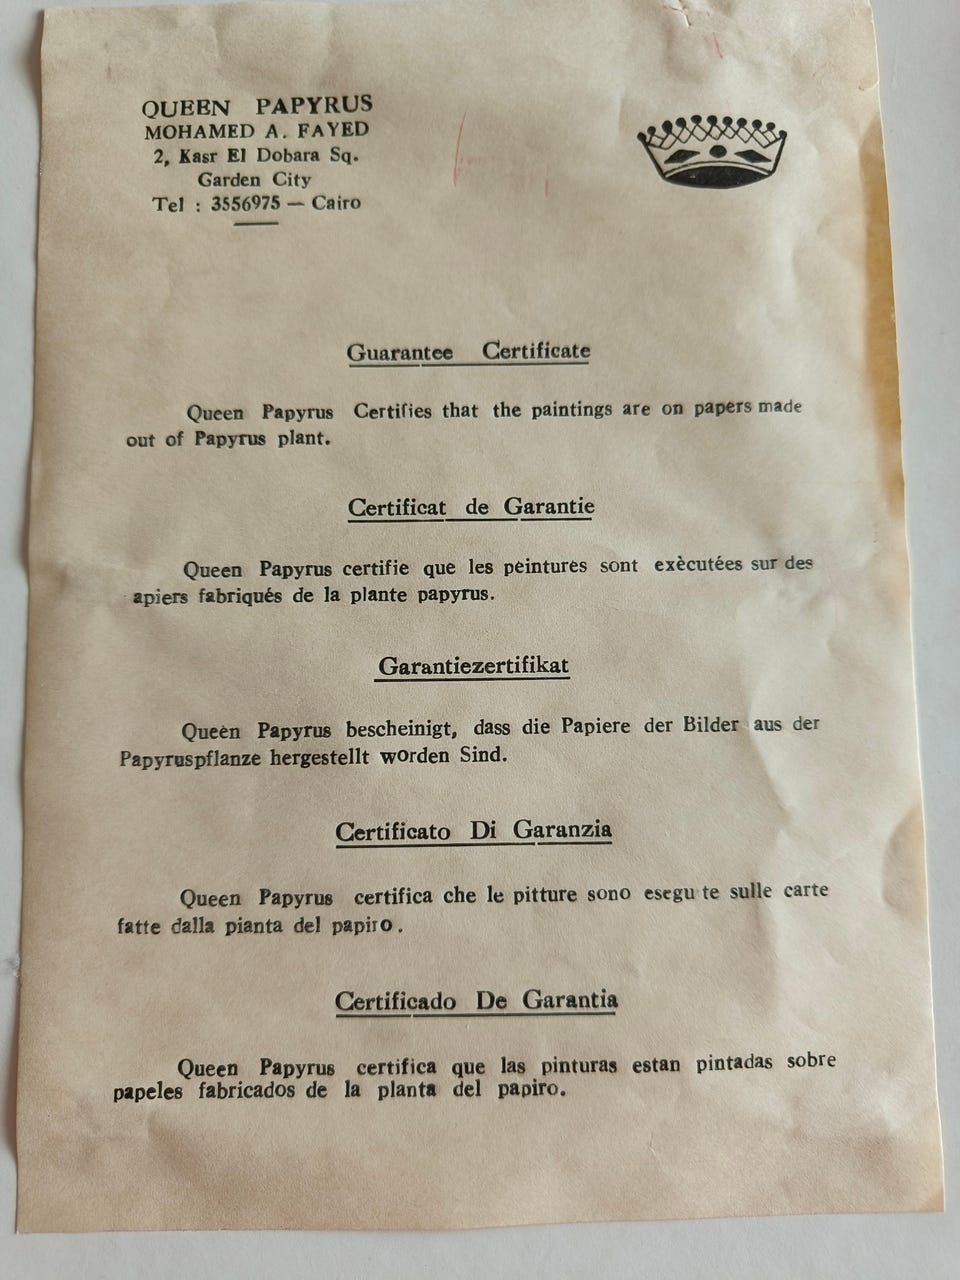 QUEEN PAPYRUS
MOHAMED A. FAYED
2, Kasr El Dobara Sq.
Garden City
Tel : 3556975 — Cairo
Guarantee Certificate
Queen Papyrus Certifies that the paintings are on papers made
out of Papyrus plant.
Certificat de Garantie
Queen Papyrus certifie que les peintures sont exècutées sur des
apiers fabriqués de la plante papyrus.
Garantiezertifikat
Queen Papyrus bescheinigt, dass die Papiere der Bilder aus der
Papyruspflanze hergestellt worden Sind.
Certificato Di Garanzia
Queen Papyrus certifica che le pitture sono esegu te sulle carte
fatte dalla pianta del papiro.
Certificado De Garantia
Queen Papyrus certifica que las pinturas estan pintadas sobre
papeles fabricados de la planta del papiro.